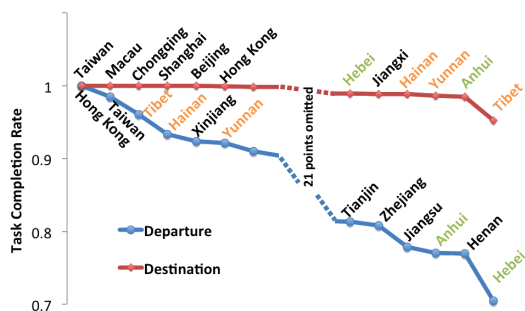 Taiwan
Macau
Chongqing
Shanghai
Beijing
Hong Kong
Hebei
Jiangxi
Hainan
Yunnan
Anhui
Tibet
Hong Kong
Taiwan
Tibet
Hainan
Xinjiang
Yunnan
21 points omitted
Tianjin
Zhejiang
Jiangsu
Anhui
Henan
Hebei
Task Completion Rate
1
0.9
0.8
0.7
Departure
Destination